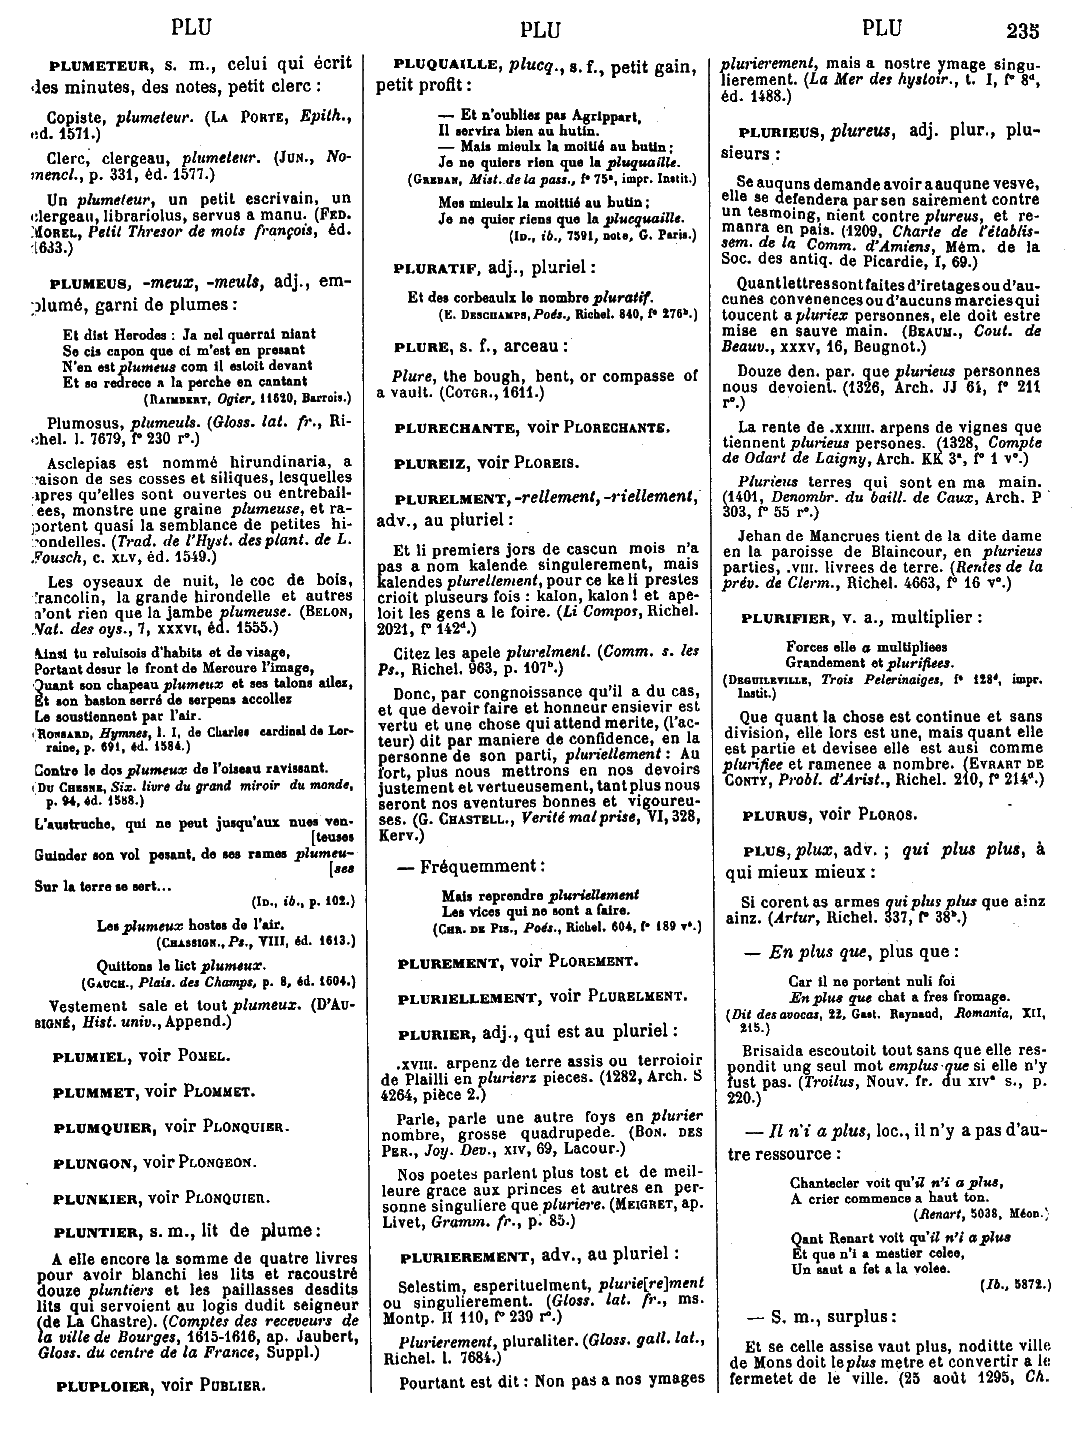 PLU
PLU
PLU
235
PLUMETEUR, s. m., celui qui écrit
des minutes, des notes, petit clerc :
Copiste, plumeteur. (LA PORTE, Epith.,
ed. 1571.)
Clerc, clergeau, plumeteur. (JUN., No-
mencl., p. 331, éd. 1577.)
Un plumeteur, un petit escrivain, un
clergeau, librariolus, servus a manu. (FED.
MOREL, Petit Thresor de mots françois, éd.
1633.)
PLUMEUS, -meux, -meuls, adj., em-
plumé, garni de plumes :
Et dist Herodes : Ja nel querrai niant
Se cis capon que ci m'est en presant
N'en est plumeus com il estoit devant
Et se redrece a la perche en cantant
(RAIMBERT, Ogier, 11620, Barrois.)
Plumosus, plumeuls. (Gloss. lat. fr., Ri-
chel. l. 7679, f° 230 r°.)
Asclepias est nommé hirundinaria, a
raison de ses cosses et siliques, lesquelles
apres qu'elles sont ouvertes ou entrebail-
ees, monstre une graine plumeuse, et ra-
portent quasi la semblance de petites hi-
rondelles. (Trad. de l'Hyst. des plant. de L.
Fousch, c. XLV, éd. 1549.)
Les oyseaux de nuit, le coc de bois,
francolin, la grande hirondelle et autres
n'ont rien que la jambe plumeuse. (BELON,
Nat. des oys., 7, XXXVI, éd. 1555.)
Ainsi tu reluisois d'habits et de visage,
Portant desur le front de Mercure l'image,
Quant son chapeau plumeux et ses talons ailez,
Et son baston serré de serpens accollez
Le soustiennent par l'air.
(RONSARD, Hymnes, l. I, de Charles cardinal de Lor-
raine, p. 691, éd. 1584.)
Contre le dos plumeux de l'oiseau ravissant.
(DU CHESNE, Six. livre du grand miroir du monde,
p. 94, éd. 1588.)
L'austruche, qui ne peut jusqu'aux nues ven-
[teuses
Guinder son vol pesant, de ses rames plumeu-
[ses
Sur la terre se sert...
(ID., ib., p. 102.)
Les plumeux hostes de l'air.
(CHASSIGN., Ps., VIII, éd. 1613.)
Quittons le lict plumeux.
(GAUCH., Plais. des Champs, p. 8, éd. 1604.)
Vestement sale et tout plumeux. (D'AU-
BIGNÉ, Hist. univ., Append.)
PLUMIEL, voir POMEL.
PLUMMET, voir PLOMMET.
PLUMQUIER, voir PLONQUIER.
PLUNGON, voir PLONGEON.
PLUNKIER, voir PLONQUIER.
PLUNTIER, s. m., lit de plume :
A elle encore la somme de quatre livres
pour avoir blanchi les lits et racoustré
douze pluntiers et les paillasses desdits
lits qui servoient au logis dudit seigneur
(de La Chastre). (Comptes des receveurs de
la ville de Bourges, 1615-1616, ap. Jaubert,
Gloss. du centre de la France, Suppl.)
PLUPLOIER, voir PUBLIER.
PLUQUAILLE, plucq., s. f., petit gain,
petit profit :
— Et n'oubliez pas Agrippart,
Il servira bien au hutin.
— Mais mieulx la moitié au butin ;
Je ne quiers rien que la pluquaille.
(GREBAN, Mist. de la pass., f° 75ᵃ, impr. Instit.)
Mes mieulx la moittié au butin ;
Je ne quier riens que la plucquaille.
(ID., ib., 7591, note, G. Paris.)
PLURATIF, adj., pluriel :
Et des corbeaulx le nombre pluratif.
(E. DESCHAMPS, Poés., Richel. 840, f° 276ᵇ.)
PLURE, s. f., arceau :
Plure, the bough, bent, or compasse of
a vault. (COTGR., 1611.)
PLURECHANTE, voir PLORECHANTE.
PLUREIZ, voir PLOREIS.
PLURELMENT, -rellement, -riellement,
adv., au pluriel :
Et li premiers jors de cascun mois n'a
pas a nom kalende singulerement, mais
kalendes plurellement, pour ce ke li prestes
crioit pluseurs fois : kalon, kalon ! et ape-
loit les gens a le foire. (Li Compos, Richel.
2021, f° 142ᵈ.)
Citez les apele plurelment. (Comm. s. les
Ps., Richel. 963, p. 107ᵇ.)
Donc, par congnoissance qu'il a du cas,
et que devoir faire et honneur ensievir est
vertu et une chose qui attend merite, (l'ac-
teur) dit par maniere de confidence, en la
personne de son parti, pluriellement : Au
fort, plus nous mettrons en nos devoirs
justement et vertueusement, tant plus nous
seront nos aventures bonnes et vigoureu-
ses. (G. CHASTELL., Verité mal prise, VI, 328,
Kerv.)
— Fréquemment :
Mais reprendre pluriellement
Les vices qui ne sont a faire.
(CHR. DE PIS., Poés., Richel. 604, f° 189 v°.)
PLUREMENT, voir PLOREMENT.
PLURIELLEMENT, voir PLURELMENT.
PLURIER, adj., qui est au pluriel :
.XVIII. arpenz de terre assis ou terroioir
de Plailli en plurierz pieces. (1282, Arch. S
4264, pièce 2.)
Parle, parle une autre foys en plurier
nombre, grosse quadrupede. (BON. DES
PER., Joy. Dev., XIV, 69, Lacour.)
Nos poetes parlent plus tost et de meil-
leure grace aux princes et autres en per-
sonne singuliere que pluriere. (MEIGRET, ap.
Livet, Gramm. fr., p. 85.)
PLURIEREMENT, adv., au pluriel :
Selestim, esperituelment, plurie[re]ment
ou singulierement. (Gloss. lat. fr., ms.
Montp. H 110, f° 239 r°.)
Plurierement, pluraliter. (Gloss. gall. lat.,
Richel. l. 7684.)
Pourtant est dit : Non pas a nos ymages
plurierement, mais a nostre ymage singu-
lierement. (La Mer des hystoir., t. I, f° 8ᵈ,
éd. 1488.)
PLURIEUS, plureus, adj. plur., plu-
sieurs :
Se auquns demande avoir a auqune vesve,
elle se defendera par sen sairement contre
un tesmoing, nient contre plureus, et re-
manra en pais. (1209, Charte de l'établis-
sem. de la Comm. d'Amiens, Mém. de la
Soc. des antiq. de Picardie, I, 69.)
Quant lettres sont faites d'iretages ou d'au-
cunes convenences ou d'aucuns marcies qui
toucent a pluriex personnes, ele doit estre
mise en sauve main. (BEAUM., Cout. de
Beauv., XXXV, 16, Beugnot.)
Douze den. par. que plurieus personnes
nous devoient. (1326, Arch. JJ 64, f° 211
r°.)
La rente de .XXIIII. arpens de vignes que
tiennent plurieus persones. (1328, Compte
de Odart de Laigny, Arch. KK 3ᵃ, f° 1 v°.)
Plurieus terres qui sont en ma main.
(1401, Denombr. du baill. de Caux, Arch. P
303, f° 55 r°.)
Jehan de Mancrues tient de la dite dame
en la paroisse de Blaincour, en plurieus
parties, .VIII. livrees de terre. (Rentes de la
prév. de Clerm., Richel. 4663, f° 16 v°.)
PLURIFIER, v. a., multiplier :
Forces elle a multipliees
Grandement et plurifiees.
(DEGUILEVILLE, Trois Pelerinaiges, f° 128ᵈ, impr.
Instit.)
Que quant la chose est continue et sans
division, elle lors est une, mais quant elle
est partie et devisee elle est ausi comme
plurifiee et ramenee a nombre. (EVRART DE
CONTY, Probl. d'Arist., Richel. 210, f° 214ᵈ.)
PLURUS, voir PLOROS.
PLUS, plux, adv. ; qui plus plus, à
qui mieux mieux :
Si corent as armes qui plus plus que ainz
ainz. (Artur, Richel. 337, f° 38ᵇ.)
— En plus que, plus que :
Car il ne portent nuli foi
En plus que chat a fres fromage.
(Dit des avocas, 22, Gast. Raynaud, Romania, XII,
215.)
Brisaida escoutoit tout sans que elle res-
pondit ung seul mot emplus que si elle n'y
fust pas. (Troilus, Nouv. fr. du XIVᵉ s., p.
220.)
— Il n'i a plus, loc., il n'y a pas d'au-
tre ressource :
Chantecler voit qu'il n'i a plus,
A crier commence a haut ton.
(Renart, 5038, Méon.)
Qant Renart voit qu'il n'i a plus
Et que n'i a mestier celee,
Un saut a fet a la volee.
(Ib., 5872.)
— S. m., surplus :
Et se celle assise vaut plus, no ditte ville
de Mons doit le plus metre et convertir a le
fermetet de le ville. (25 août 1295, Ch.